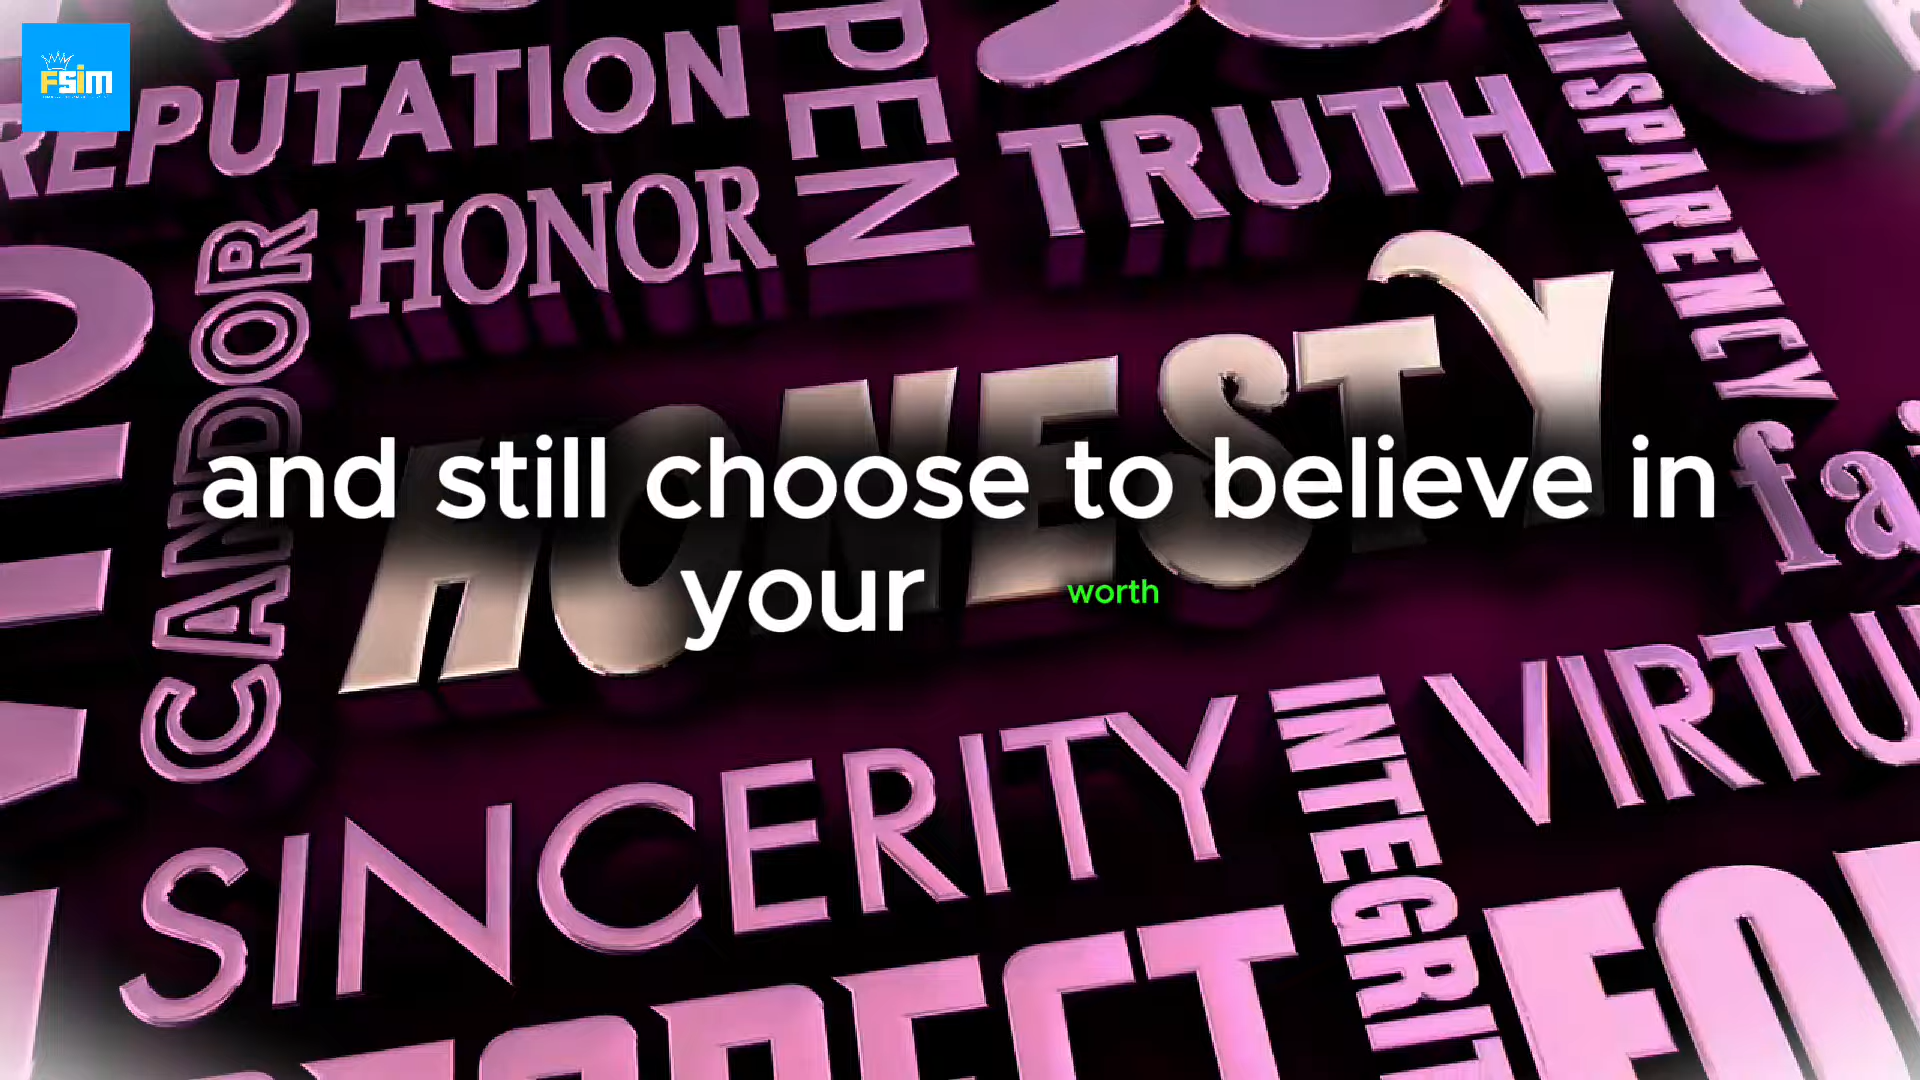 FSIM
REPUTATION
PEN
TRUTH
HONOR
CANDOR
HONESTY
and still choose to believe in
your worth
SINCERITY
INTEGRIT
VIRTU